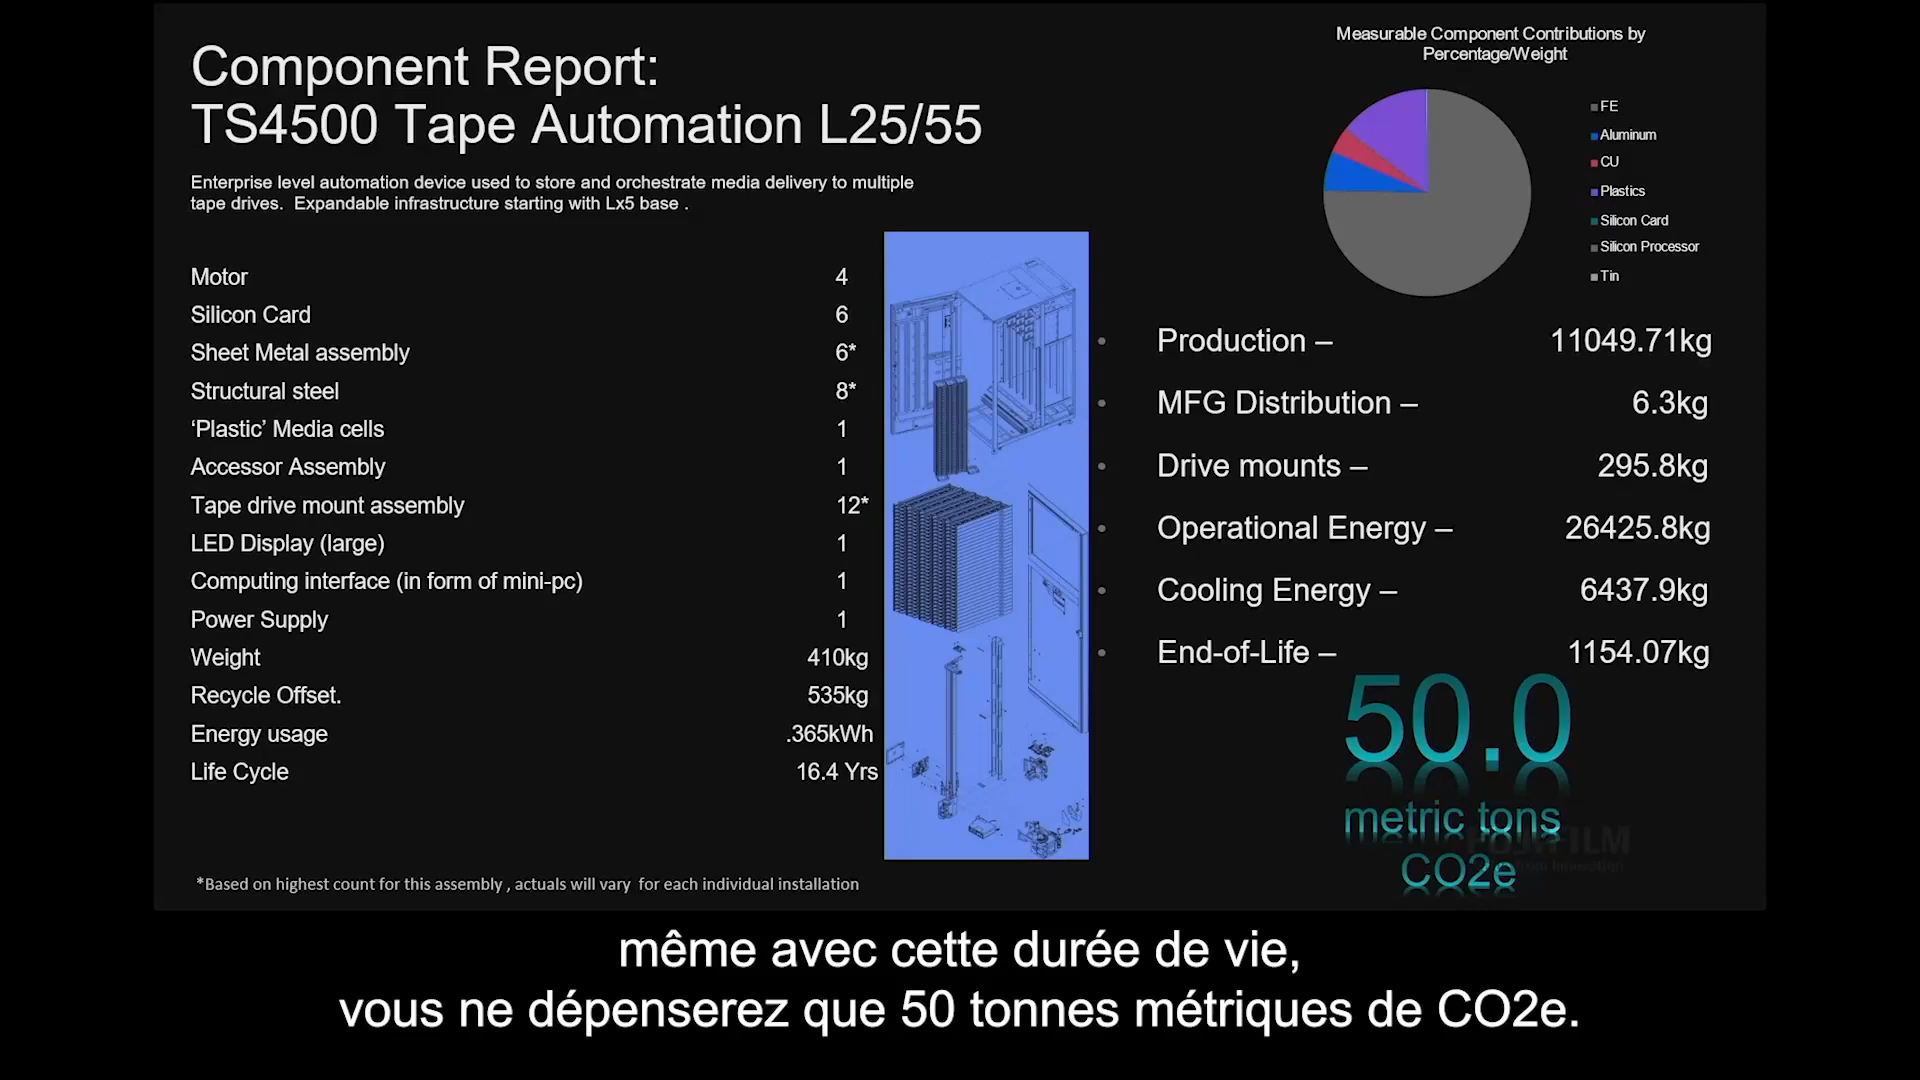 Component Report:
TS4500 Tape Automation L25/55
Enterprise level automation device used to store and orchestrate media delivery to multiple
tape drives. Expandable infrastructure starting with Lx5 base .
Motor 4
Silicon Card 6
Sheet Metal assembly 6*
Structural steel 8*
‘Plastic’ Media cells 1
Accessor Assembly 1
Tape drive mount assembly 12*
LED Display (large) 1
Computing interface (in form of mini-pc) 1
Power Supply 1
Weight 410kg
Recycle Offset. 535kg
Energy usage .365kWh
Life Cycle 16.4 Yrs
*Based on highest count for this assembly , actuals will vary for each individual installation
Measurable Component Contributions by
Percentage/Weight
FE
Aluminum
CU
Plastics
Silicon Card
Silicon Processor
Tin
Production – 11049.71kg
MFG Distribution – 6.3kg
Drive mounts – 295.8kg
Operational Energy – 26425.8kg
Cooling Energy – 6437.9kg
End-of-Life – 1154.07kg
50.0
metric tons
CO2e
FUJIFILM
même avec cette durée de vie,
vous ne dépenserez que 50 tonnes métriques de CO2e.